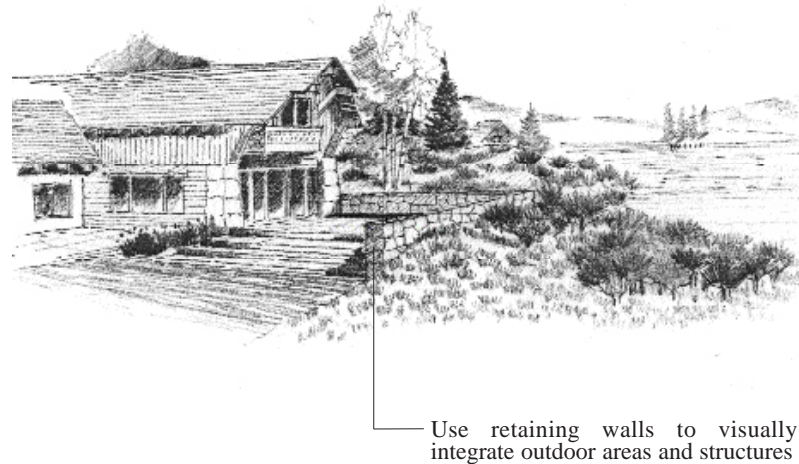 Use retaining walls to visually
integrate outdoor areas and structures